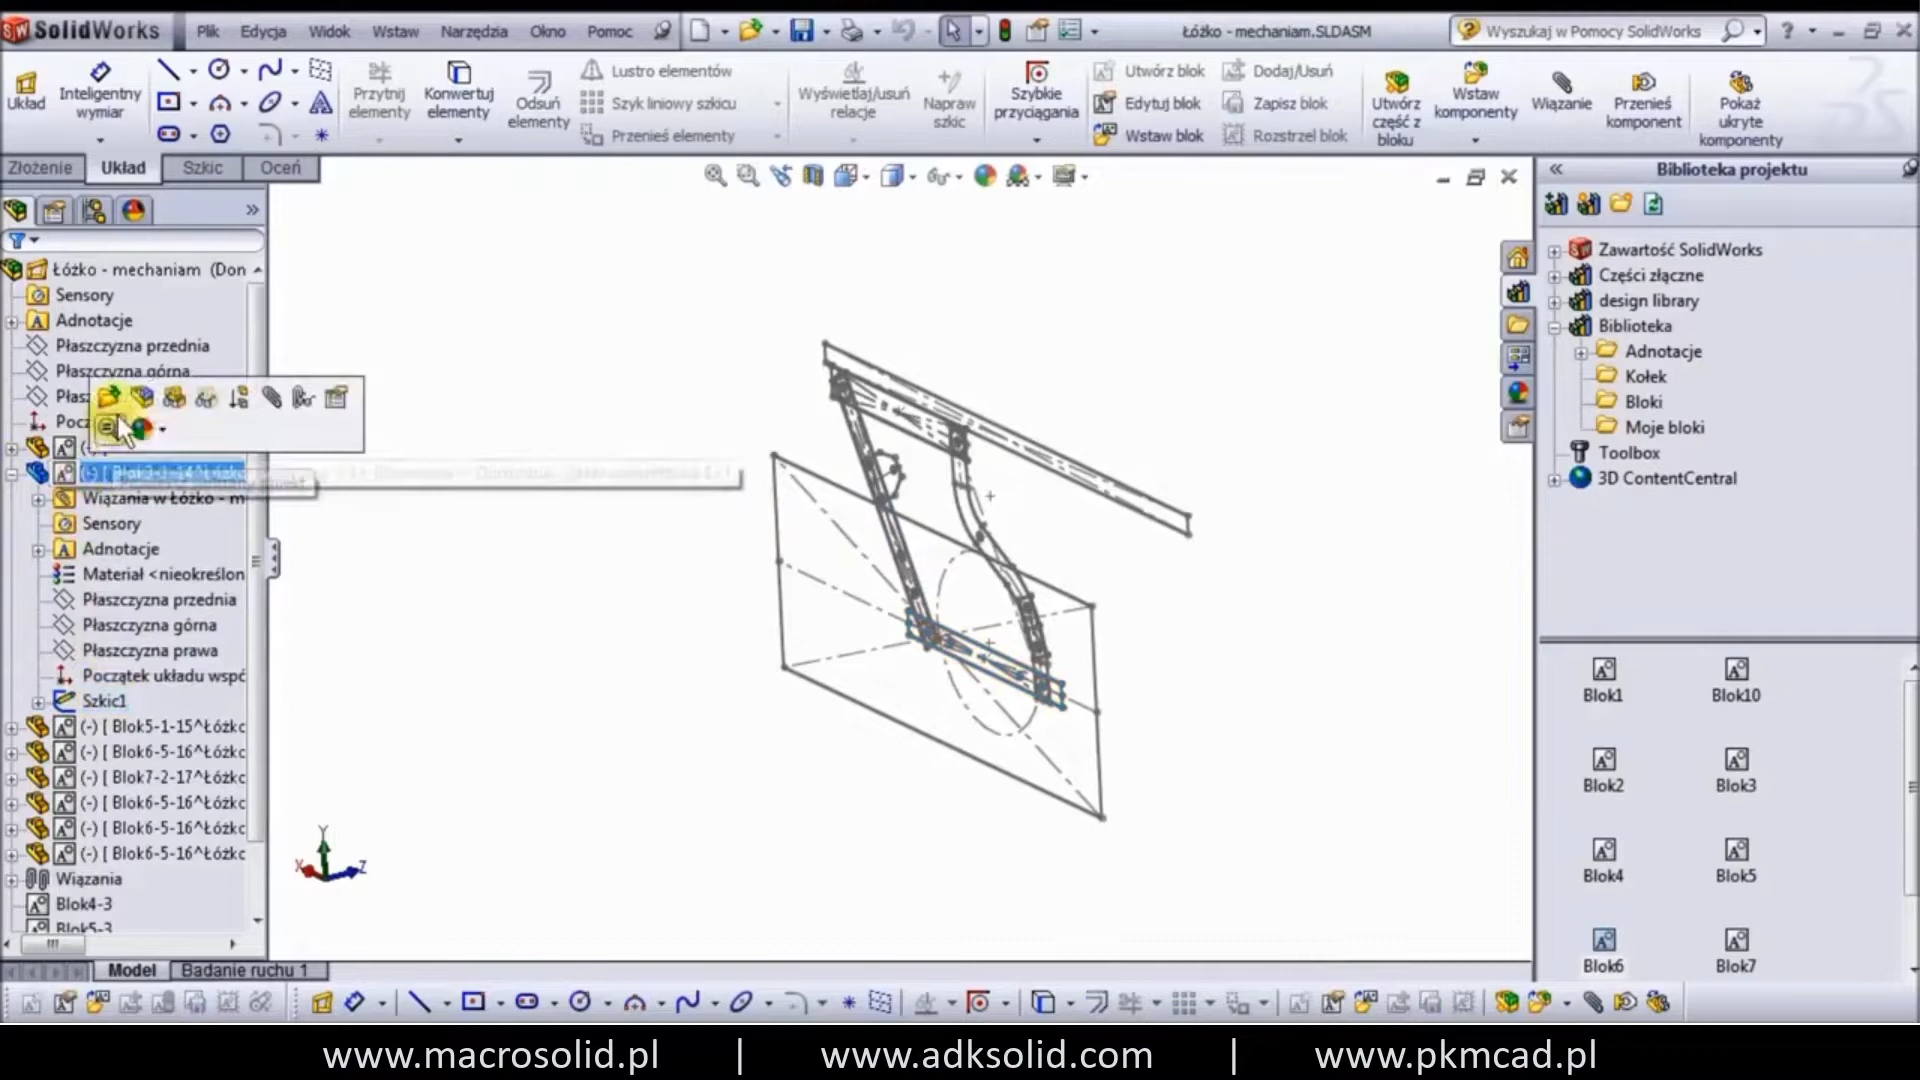 SolidWorks
Plik Edycja Widok Wstaw Narzędzia Okno Pomoc
Łóżko - mechaniam.SLDASM
Wyszukaj w Pomocy SolidWorks
Układ
Inteligentny wymiar
Przytnij elementy
Konwertuj elementy
Odsuń elementy
Lustro elementów
Szyk liniowy szkicu
Przenieś elementy
Wyświetlaj/usuń relacje
Napraw szkic
Szybkie przyciągania
Utwórz blok
Edytuj blok
Wstaw blok
Dodaj/Usuń
Zapisz blok
Rozstrzel blok
Utwórz część z bloku
Wstaw komponenty
Wiązanie
Przenieś komponent
Pokaż ukryte komponenty
Złożenie Układ Szkic Oceń
Łóżko - mechaniam (Don
Sensory
Adnotacje
Płaszczyzna przednia
Płaszczyzna górna
Płas
Pocz
Wiązania w Łóżko - m
Sensory
Adnotacje
Materiał <nieokreślon
Płaszczyzna przednia
Płaszczyzna górna
Płaszczyzna prawa
Początek układu wspó
Szkic1
(-) [ Blok5-1-15^Łóżkc
(-) [ Blok6-5-16^Łóżkc
(-) [ Blok7-2-17^Łóżkc
(-) [ Blok6-5-16^Łóżkc
(-) [ Blok6-5-16^Łóżkc
(-) [ Blok6-5-16^Łóżkc
Wiązania
Blok4-3
Blok5-3
Y
X
Z
Model Badanie ruchu 1
Biblioteka projektu
Zawartość SolidWorks
Części złączne
design library
Biblioteka
Adnotacje
Kołek
Bloki
Moje bloki
Toolbox
3D ContentCentral
Blok1 Blok10
Blok2 Blok3
Blok4 Blok5
Blok6 Blok7
www.macrosolid.pl | www.adksolid.com | www.pkmcad.pl